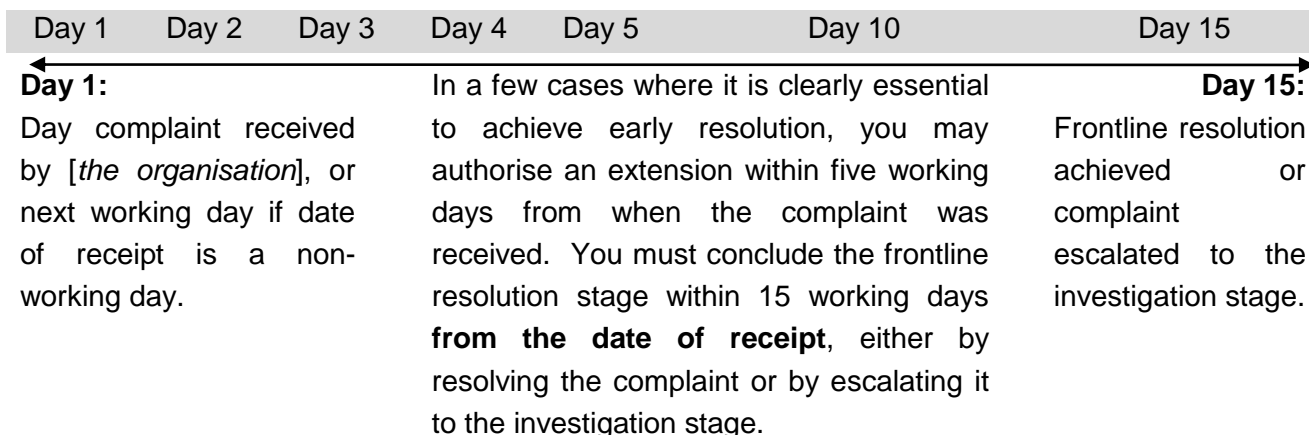 Day 1 Day 2 Day 3 Day 4 Day 5 Day 10 Day 15
Day 1:
Day complaint received
by [the organisation], or
next working day if date
of receipt is a non-
working day.
In a few cases where it is clearly essential
to achieve early resolution, you may
authorise an extension within five working
days from when the complaint was
received. You must conclude the frontline
resolution stage within 15 working days
from the date of receipt, either by
resolving the complaint or by escalating it
to the investigation stage.
Day 15:
Frontline resolution
achieved or
complaint
escalated to the
investigation stage.